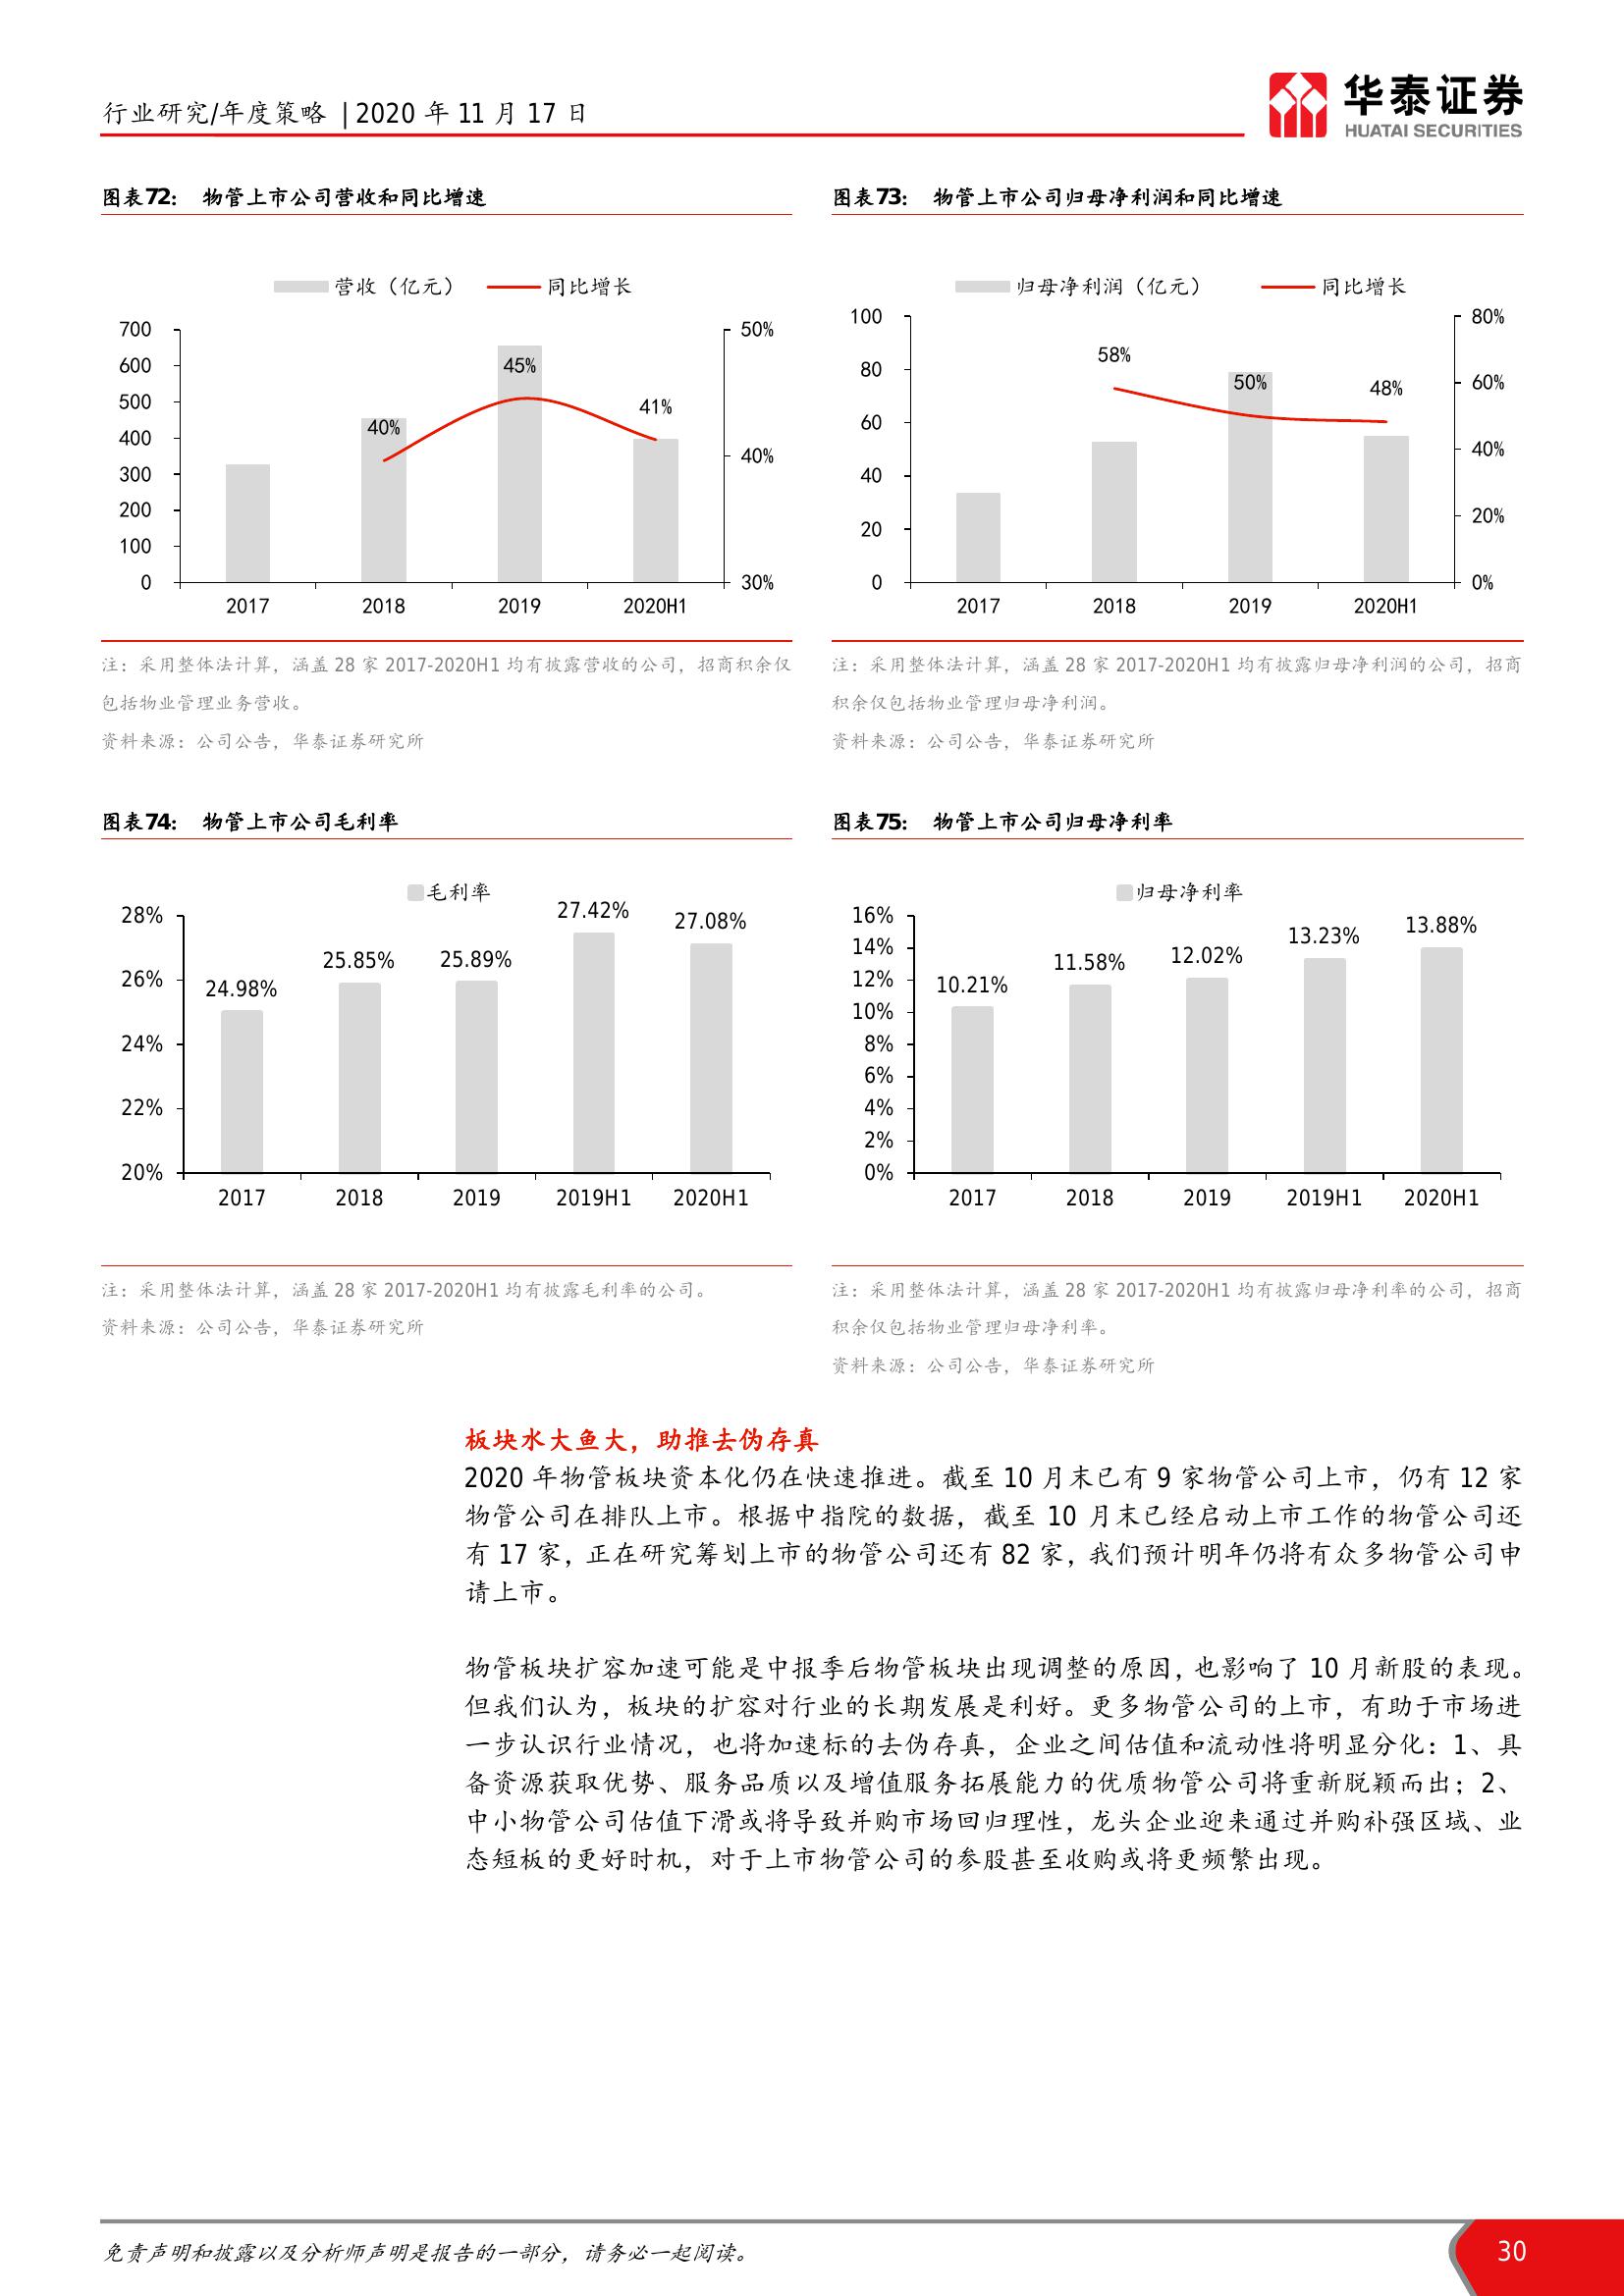 行业研究/年度策略 | 2020 年 11 月 17 日
华泰证券
HUATAI SECURITIES
图表72： 物管上市公司营收和同比增速
营收（亿元） 同比增长
700
600
500
400
300
200
100
0
50%
40%
30%
40%
45%
41%
2017 2018 2019 2020H1
注：采用整体法计算，涵盖 28 家 2017-2020H1 均有披露营收的公司，招商积余仅
包括物业管理业务营收。
资料来源：公司公告，华泰证券研究所
图表73： 物管上市公司归母净利润和同比增速
归母净利润（亿元） 同比增长
100
80
60
40
20
0
80%
60%
40%
20%
0%
58%
50%
48%
2017 2018 2019 2020H1
注：采用整体法计算，涵盖 28 家 2017-2020H1 均有披露归母净利润的公司，招商
积余仅包括物业管理归母净利润。
资料来源：公司公告，华泰证券研究所
图表74： 物管上市公司毛利率
毛利率
28%
26%
24%
22%
20%
24.98%
25.85%
25.89%
27.42%
27.08%
2017 2018 2019 2019H1 2020H1
注：采用整体法计算，涵盖 28 家 2017-2020H1 均有披露毛利率的公司。
资料来源：公司公告，华泰证券研究所
图表75： 物管上市公司归母净利率
归母净利率
16%
14%
12%
10%
8%
6%
4%
2%
0%
10.21%
11.58%
12.02%
13.23%
13.88%
2017 2018 2019 2019H1 2020H1
注：采用整体法计算，涵盖 28 家 2017-2020H1 均有披露归母净利率的公司，招商
积余仅包括物业管理归母净利率。
资料来源：公司公告，华泰证券研究所
板块水大鱼大，助推去伪存真
2020 年物管板块资本化仍在快速推进。截至 10 月末已有 9 家物管公司上市，仍有 12 家
物管公司在排队上市。根据中指院的数据，截至 10 月末已经启动上市工作的物管公司还
有 17 家，正在研究筹划上市的物管公司还有 82 家，我们预计明年仍将有众多物管公司申
请上市。
物管板块扩容加速可能是中报季后物管板块出现调整的原因，也影响了 10 月新股的表现。
但我们认为，板块的扩容对行业的长期发展是利好。更多物管公司的上市，有助于市场进
一步认识行业情况，也将加速标的去伪存真，企业之间估值和流动性将明显分化：1、具
备资源获取优势、服务品质以及增值服务拓展能力的优质物管公司将重新脱颖而出；2、
中小物管公司估值下滑或将导致并购市场回归理性，龙头企业迎来通过并购补强区域、业
态短板的更好时机，对于上市物管公司的参股甚至收购或将更频繁出现。
免责声明和披露以及分析师声明是报告的一部分，请务必一起阅读。
30